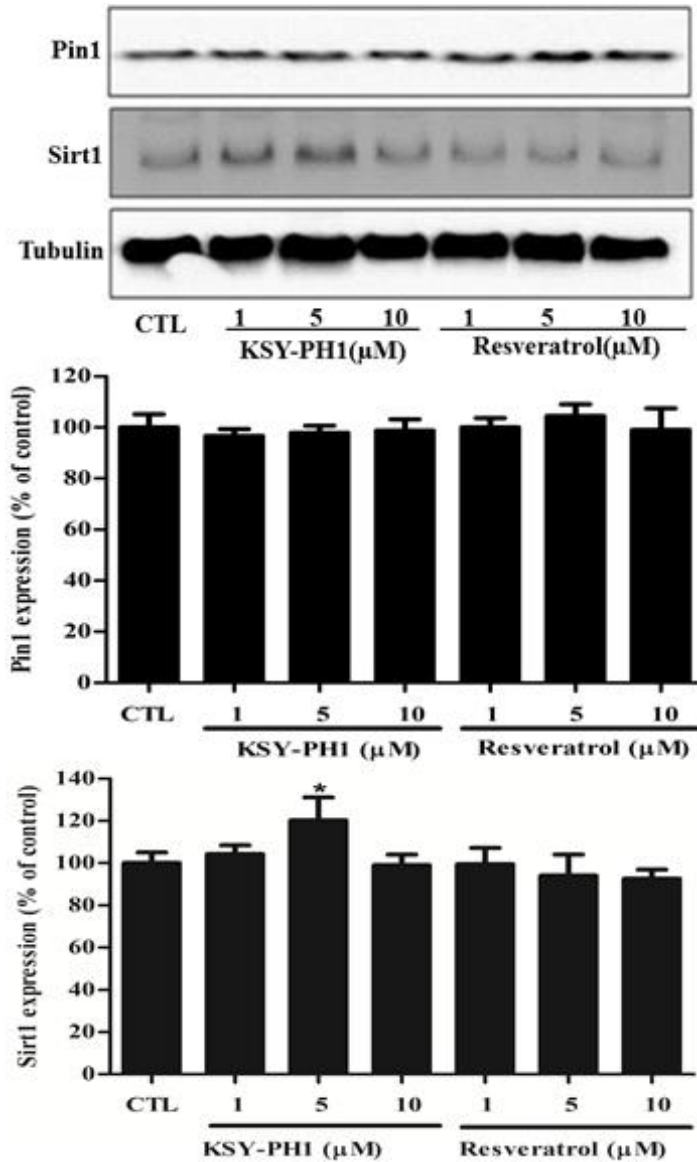 Pin1
Sirt1
Tubulin
CTL 1 5 10 1 5 10
KSY-PH1(μM) Resveratrol(μM)
Pin1 expression (% of control)
120
100
80
60
40
20
0
CTL 1 5 10 1 5 10
KSY-PH1 (μM) Resveratrol (μM)
Sirt1 expression (% of control)
140
120
100
80
60
40
20
0
*
CTL 1 5 10 1 5 10
KSY-PH1 (μM) Resveratrol (μM)